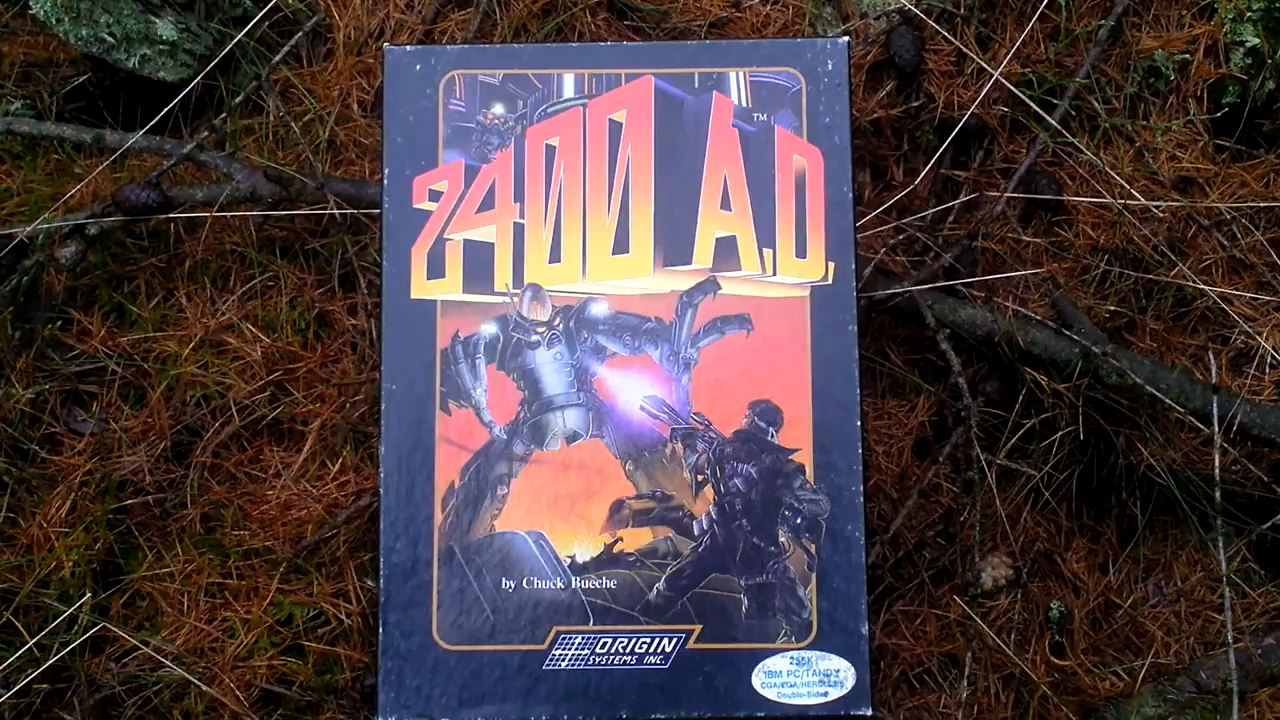 2400 A.D.
TM
by Chuck Bueche
ORIGIN
SYSTEMS INC.
256K
IBM PC/TANDY
CGA/EGA/HERCULES
Double-Sided